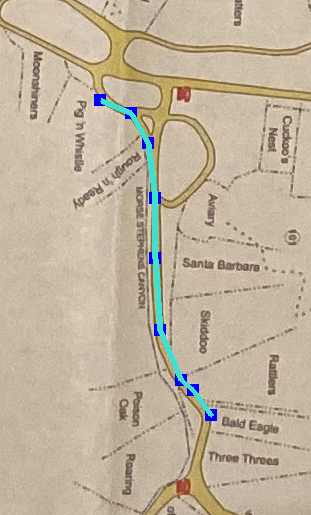 Moonshiners
Pig 'n Whistle
Rough 'n Ready
Cuckoo's
Nest
Aviary
MORSE STEPHENS CANYON
Santa Barbara
Skiddoo
Rattlers
Poison
Oak
Bald Eagle
Three Threes
Roaring